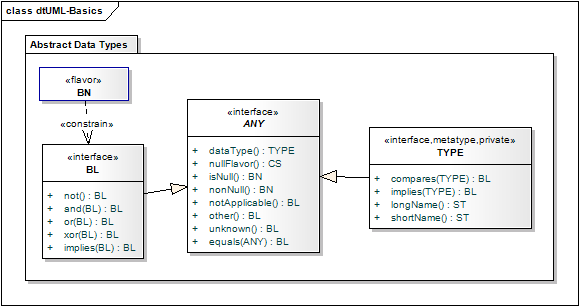 class dtUML-Basics
Abstract Data Types
«flavor»
BN
«constrain»
«interface»
BL
+ not() : BL
+ and(BL) : BL
+ or(BL) : BL
+ xor(BL) : BL
+ implies(BL) : BL
«interface»
ANY
+ dataType() : TYPE
+ nullFlavor() : CS
+ isNull() : BN
+ nonNull() : BN
+ notApplicable() : BL
+ other() : BL
+ unknown() : BL
+ equals(ANY) : BL
«interface,metatype,private»
TYPE
+ compares(TYPE) : BL
+ implies(TYPE) : BL
+ longName() : ST
+ shortName() : ST